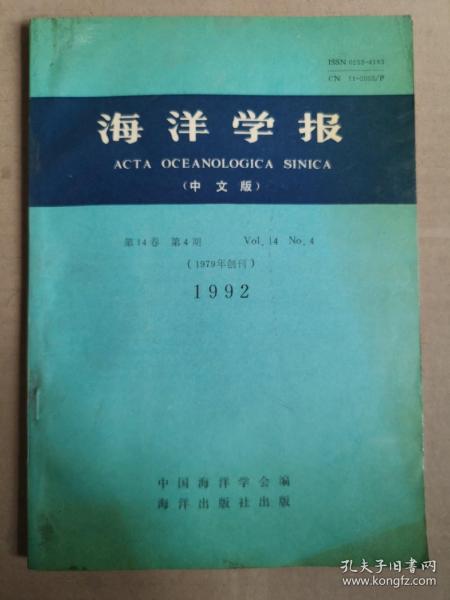 ISSN 0253-4193
CN 11-2055/P
海洋学报
ACTA OCEANOLOGICA SINICA
(中文版)
第14卷 第4期 Vol. 14 No. 4
(1979年创刊)
1992
中国海洋学会编
海洋出版社出版
孔夫子旧书网
www.kongfz.com